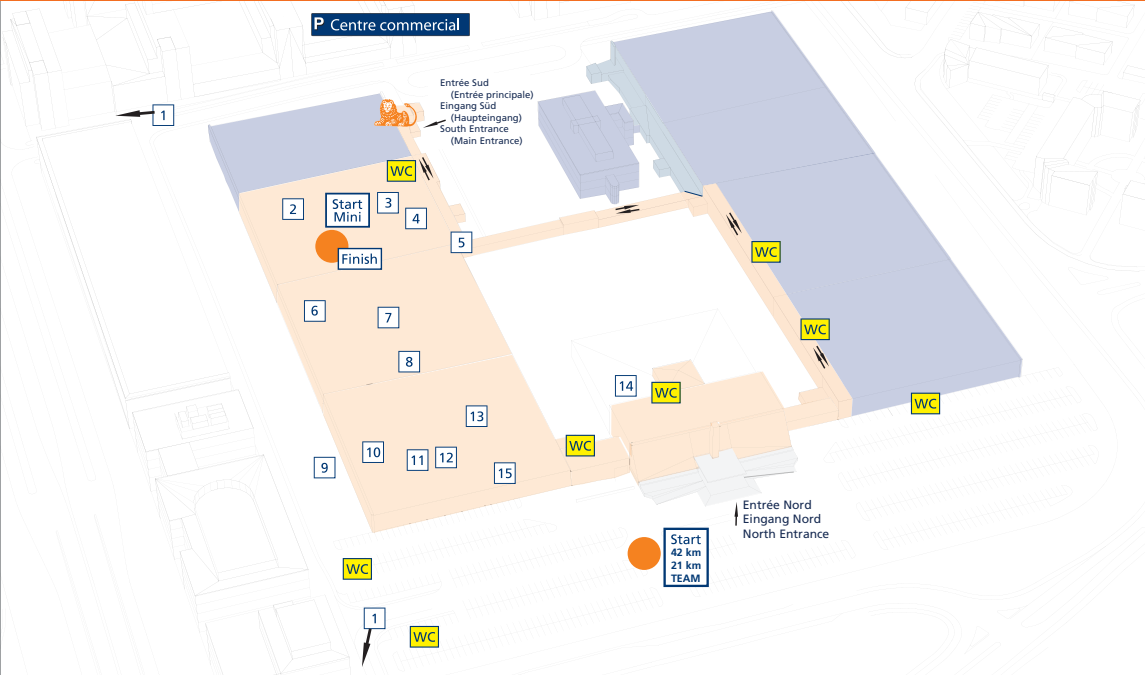 P Centre commercial
Entrée Sud
(Entrée principale)
Eingang Süd
(Haupteingang)
South Entrance
(Main Entrance)
1
WC
2
Start
Mini
3
4
5
Finish
WC
6
7
WC
8
14
WC
WC
13
WC
10
11
12
9
15
Entrée Nord
Eingang Nord
North Entrance
Start
42 km
21 km
TEAM
WC
1
WC